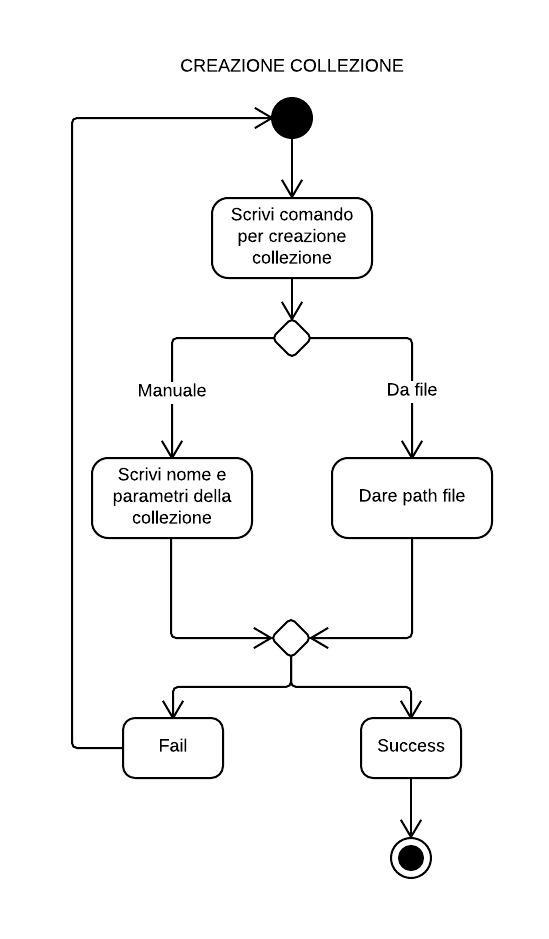 CREAZIONE COLLEZIONE
Scrivi comando
per creazione
collezione
Manuale
Da file
Scrivi nome e
parametri della
collezione
Dare path file
Fail
Success